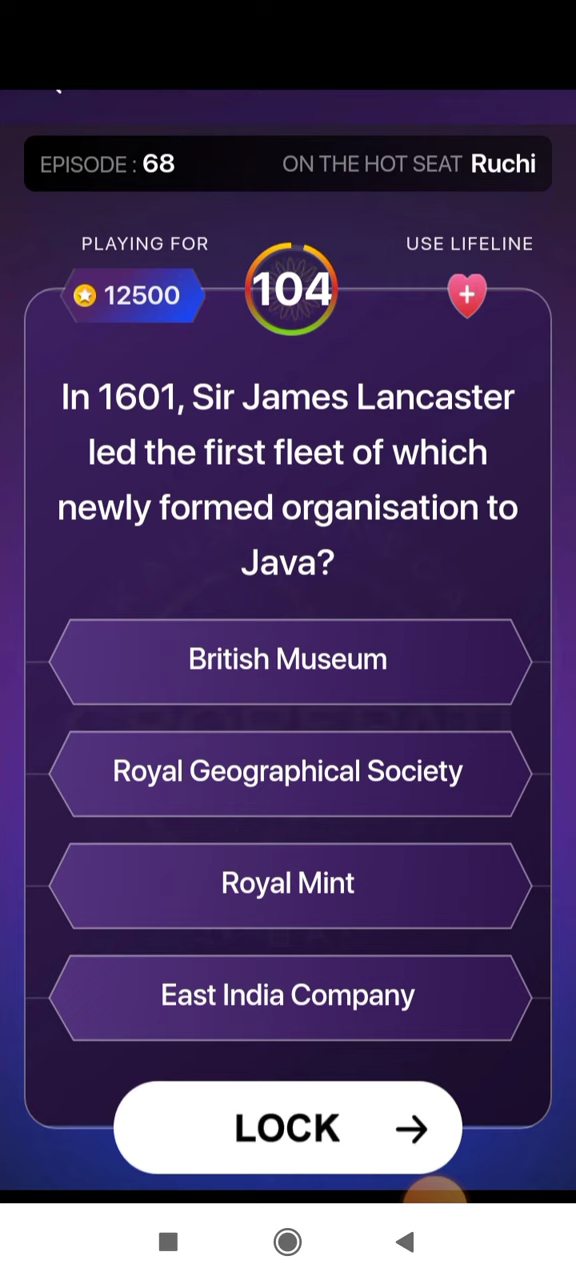 EPISODE : 68
ON THE HOT SEAT Ruchi
PLAYING FOR
USE LIFELINE
12500
104
In 1601, Sir James Lancaster
led the first fleet of which
newly formed organisation to
Java?
British Museum
Royal Geographical Society
Royal Mint
East India Company
LOCK